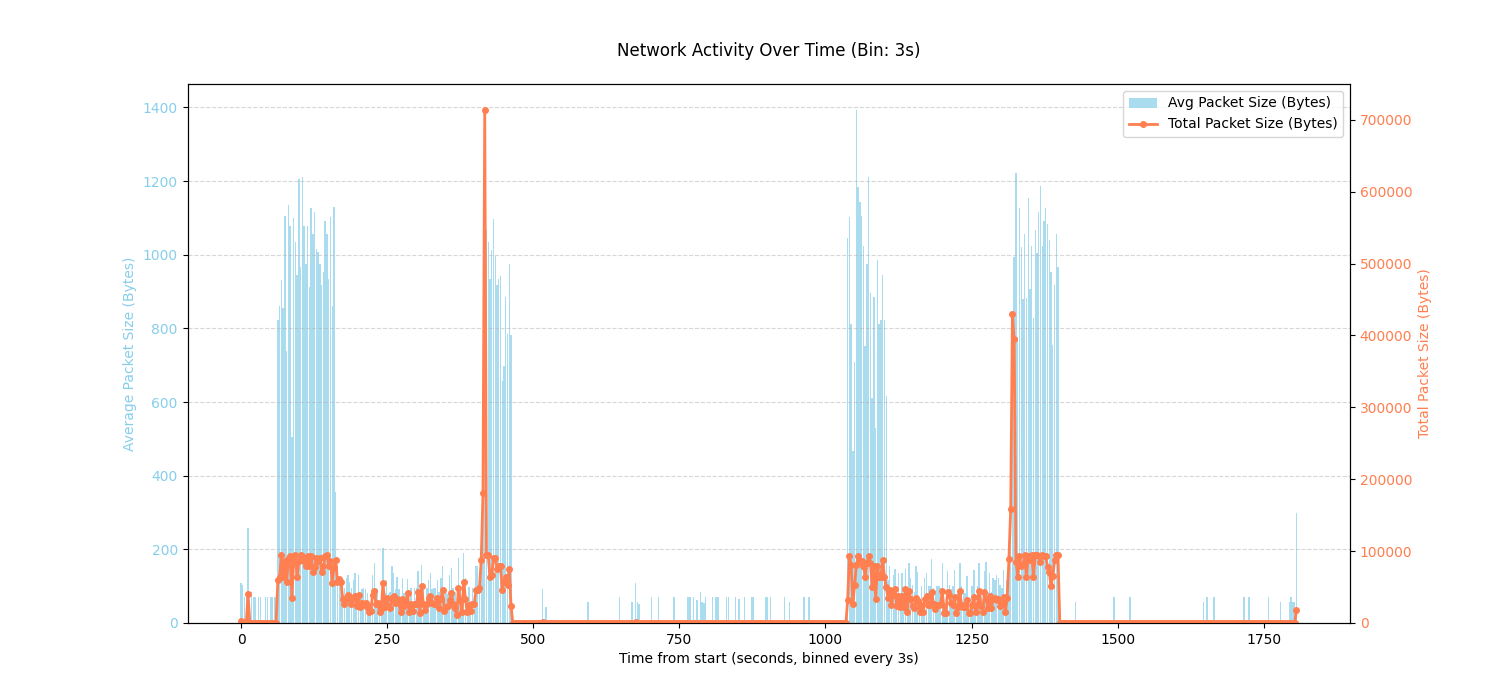 Network Activity Over Time (Bin: 3s)
Avg Packet Size (Bytes)
Total Packet Size (Bytes)
Average Packet Size (Bytes)
1400
1200
1000
800
600
400
200
0
700000
600000
500000
400000
300000
200000
100000
0
Total Packet Size (Bytes)
0 250 500 750 1000 1250 1500 1750
Time from start (seconds, binned every 3s)